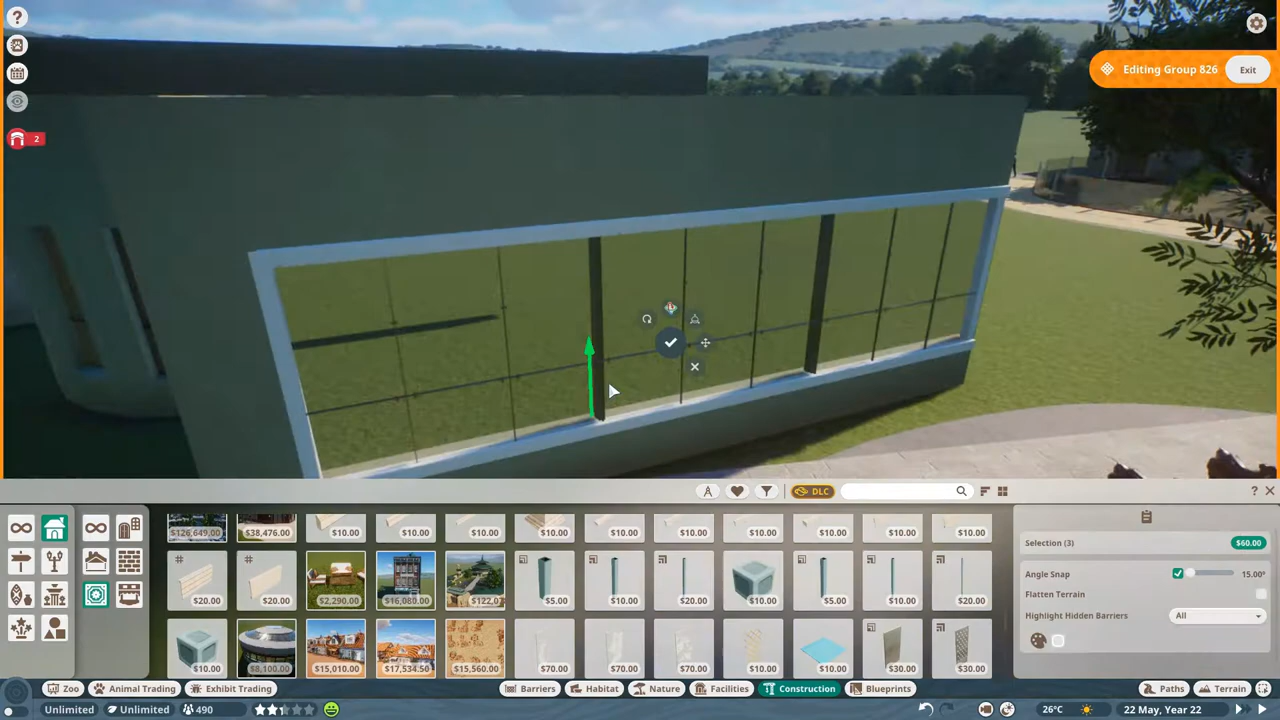 ?
Editing Group 826 Exit
2
DLC
? ×
$126,649.00 $38,476.00 $10.00 $10.00 $10.00 $10.00 $10.00 $10.00 $10.00 $10.00 $10.00 $10.00
Selection (3) $60.00
Angle Snap 15.00°
$20.00 $20.00 $2,290.00 $16,080.00 $122,0 $5.00 $10.00 $20.00 $10.00 $5.00 $10.00 $20.00
Flatten Terrain
Highlight Hidden Barriers All
$10.00 $8,100.00 $15,010.00 $17,534.50 $15,560.00 $70.00 $70.00 $70.00 $10.00 $10.00 $30.00 $30.00
Zoo Animal Trading Exhibit Trading Barriers Habitat Nature Facilities Construction Blueprints Paths Terrain
Unlimited Unlimited 490 26°C 22 May, Year 22